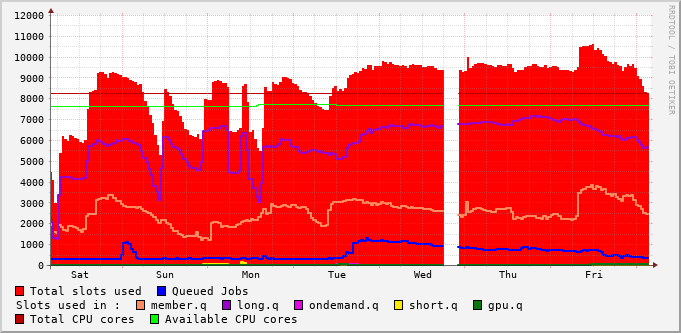 12000
11000
10000
9000
8000
7000
6000
5000
4000
3000
2000
1000
0
Sat Sun Mon Tue Wed Thu Fri
RRDTOOL / TOBI OETIKER
Total slots used Queued Jobs
Slots used in : member.q long.q ondemand.q short.q gpu.q
Total CPU cores Available CPU cores